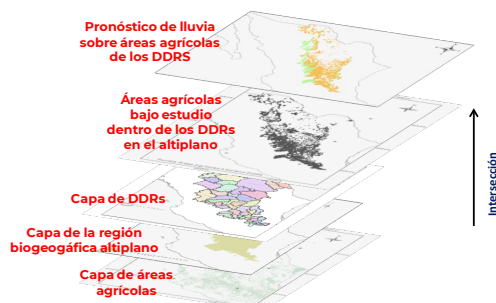 Pronóstico de lluvia
sobre áreas agrícolas
de los DDRS
Áreas agrícolas
bajo estudio
dentro de los DDRs
en el altiplano
Capa de DDRs
Capa de la región
biogeogáfica altiplano
Capa de áreas
agrícolas
Intersección